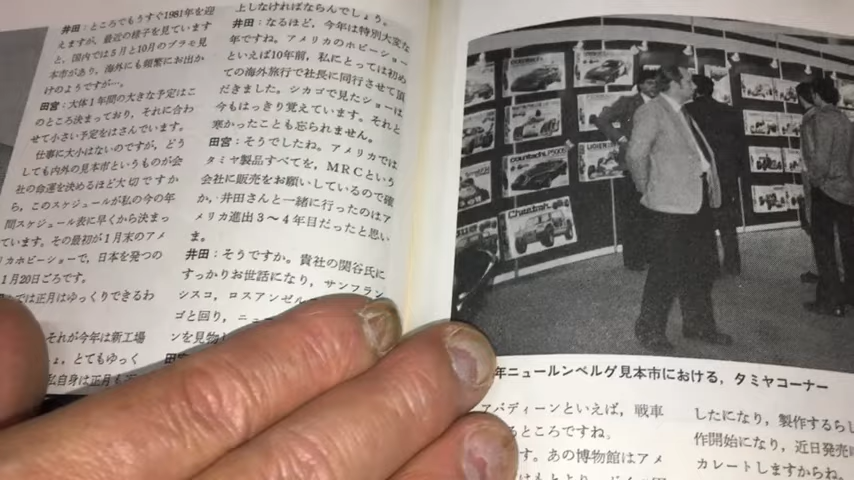 井田：ところでもうすぐ1981年を迎
えますが，最近の様子を見ています
と，国内では5月と10月のプラモ見
本市があり，海外にも頻繁にお出か
けのようですが…。
田宮：大体1年間の大きな予定はこ
のところ決まっており，それに合わ
せて小さい予定をはさんでいます。
仕事に大小はないのですが，どう
しても内外の見本市というものが会
社の命運を決めるほど大切ですか
ら，このスケジュールが私の今の年
間スケジュール表に早くから決まっ
ています。その最初が1月末のアメ
リカホビーショーで，日本を発つの
1月20日ごろです。
では正月はゆっくりできるわ
それが今年は新工場
ょ。とてもゆっく
私自身は正月も
上しなければならんでしょう。
井田：なるほど，今年は特別大変な
年ですね。アメリカのホビーショー
といえば10年前，私にとっては初め
ての海外旅行で社長に同行させて頂
だきました。シカゴで見たショーは
今もはっきり覚えています。それと
寒かったことも忘れられません。
田宮：そうでしたね。アメリカでは
タミヤ製品すべてを，MRCという
会社に販売をお願いしているので確
か，井田さんと一緒に行ったのはア
メリカ進出3〜4年目だったと思い
ま。
井田：そうですか。貴社の関谷氏に
すっかりお世話になり，サンフラン
シスコ，ロスアンゼル
ゴと回り，ニュ
ンを見物
田宮
countach
Cheetah
年ニュールンベルグ見本市における，タミヤコーナー
アバディーンといえば，戦車
るところですね。
す。あの博物館はアメ
したになり，製作するらし
作開始になり，近日発売
カレートしますからね。